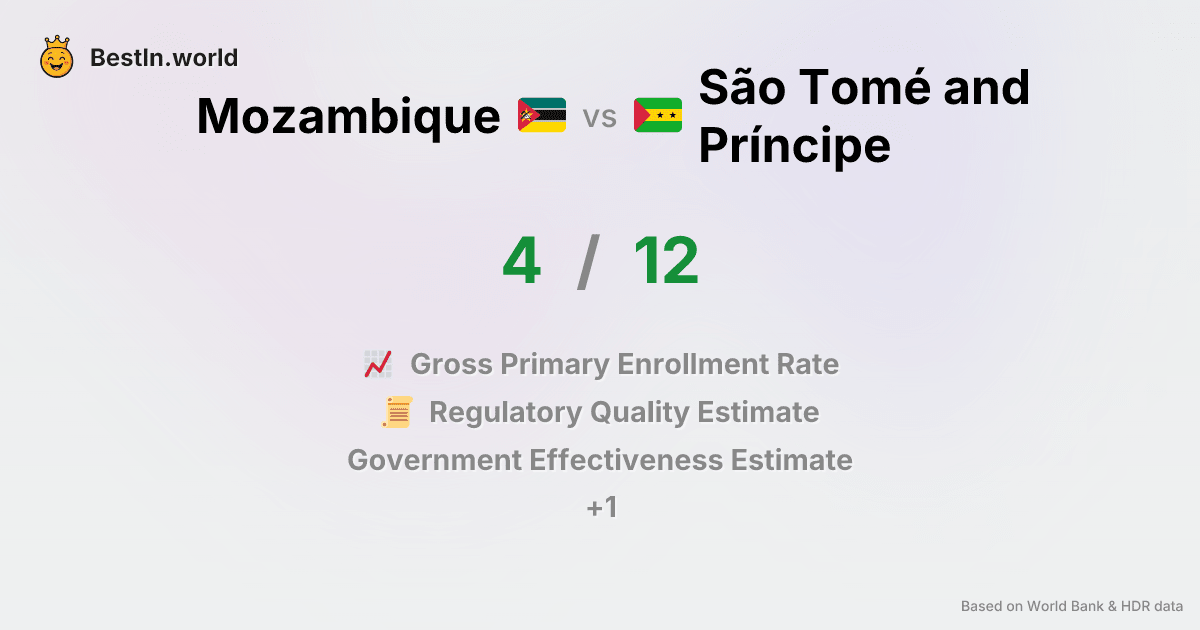 BestIn.world
Mozambique vs São Tomé and
Príncipe
4 / 12
Gross Primary Enrollment Rate
Regulatory Quality Estimate
Government Effectiveness Estimate
+1
Based on World Bank & HDR data